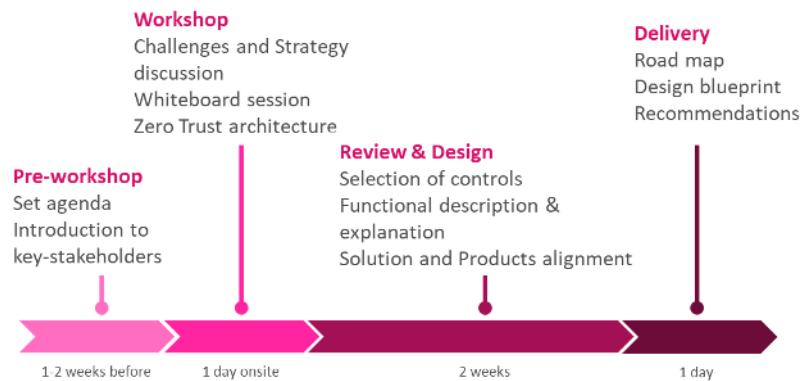 Workshop
Challenges and Strategy
discussion
Whiteboard session
Zero Trust architecture
Delivery
Road map
Design blueprint
Recommendations
Pre-workshop
Set agenda
Introduction to
key-stakeholders
Review & Design
Selection of controls
Functional description &
explanation
Solution and Products alignment
1-2 weeks before
1 day onsite
2 weeks
1 day